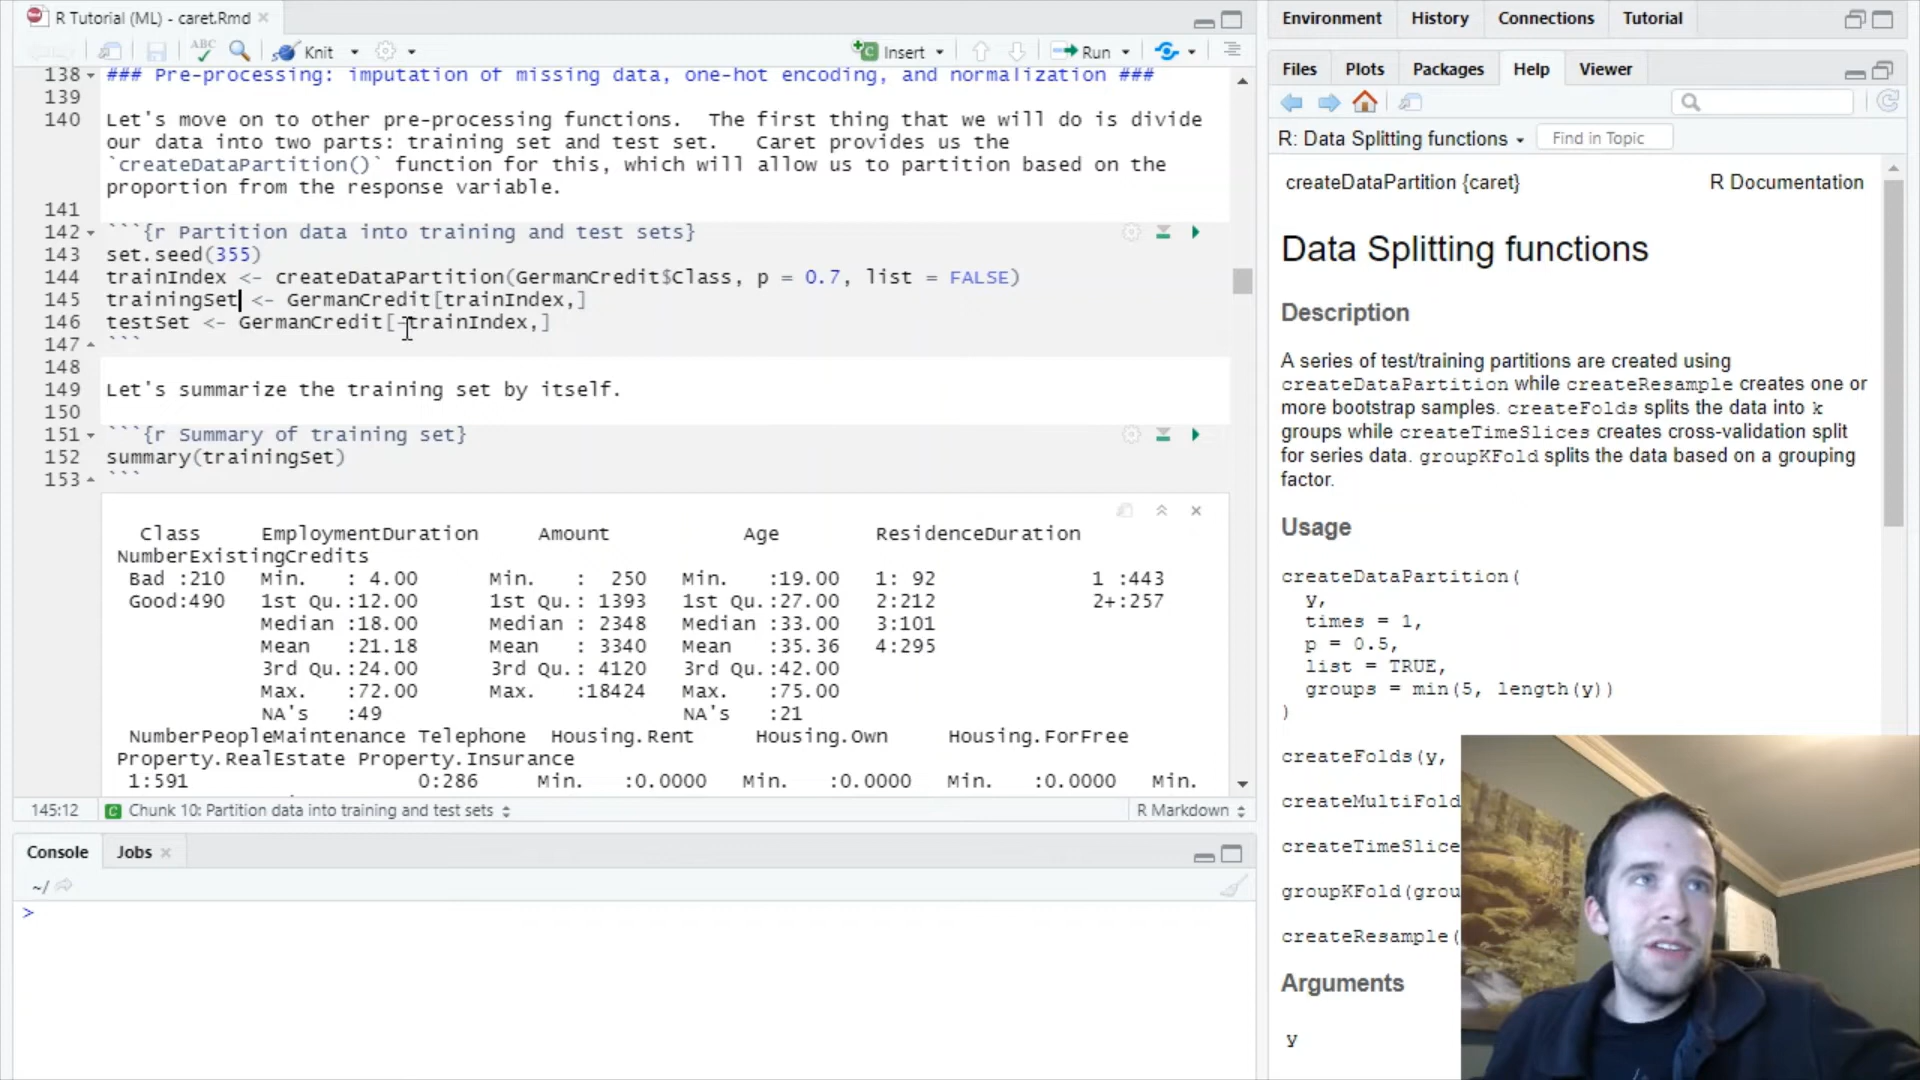 R Tutorial (ML) - caret.Rmd
Environment History Connections Tutorial
ABC Knit Insert Run
Files Plots Packages Help Viewer
R: Data Splitting functions Find in Topic
138 ### Pre-processing: imputation of missing data, one-hot encoding, and normalization ###
139
140 Let's move on to other pre-processing functions.  The first thing that we will do is divide
our data into two parts: training set and test set.   Caret provides us the
`createDataPartition()` function for this, which will allow us to partition based on the
proportion from the response variable.
141
142 ```{r Partition data into training and test sets}
143 set.seed(355)
144 trainIndex <- createDataPartition(GermanCredit$Class, p = 0.7, list = FALSE)
145 trainingSet <- GermanCredit[trainIndex,]
146 testSet <- GermanCredit[-trainIndex,]
147 ```
148
149 Let's summarize the training set by itself.
150
151 ```{r Summary of training set}
152 summary(trainingSet)
153 ```
Class EmploymentDuration Amount Age ResidenceDuration
NumberExistingCredits
Bad :210 Min. : 4.00 Min. : 250 Min. :19.00 1: 92 1 :443
Good:490 1st Qu.:12.00 1st Qu.: 1393 1st Qu.:27.00 2:212 2+:257
Median :18.00 Median : 2348 Median :33.00 3:101
Mean :21.18 Mean : 3340 Mean :35.36 4:295
3rd Qu.:24.00 3rd Qu.: 4120 3rd Qu.:42.00
Max. :72.00 Max. :18424 Max. :75.00
NA's :49 NA's :21
NumberPeopleMaintenance Telephone Housing.Rent Housing.Own Housing.ForFree
Property.RealEstate Property.Insurance
1:591 0:286 Min. :0.0000 Min. :0.0000 Min. :0.0000 Min.
145:12 Chunk 10: Partition data into training and test sets R Markdown
Console Jobs
~/
>
createDataPartition {caret} R Documentation
Data Splitting functions
Description
A series of test/training partitions are created using
createDataPartition while createResample creates one or
more bootstrap samples. createFolds splits the data into k
groups while createTimeSlices creates cross-validation split
for series data. groupKFold splits the data based on a grouping
factor.
Usage
createDataPartition(
y,
times = 1,
p = 0.5,
list = TRUE,
groups = min(5, length(y))
)
createFolds(y,
createMultiFold
createTimeSlice
groupKFold(grou
createResample(
Arguments
y